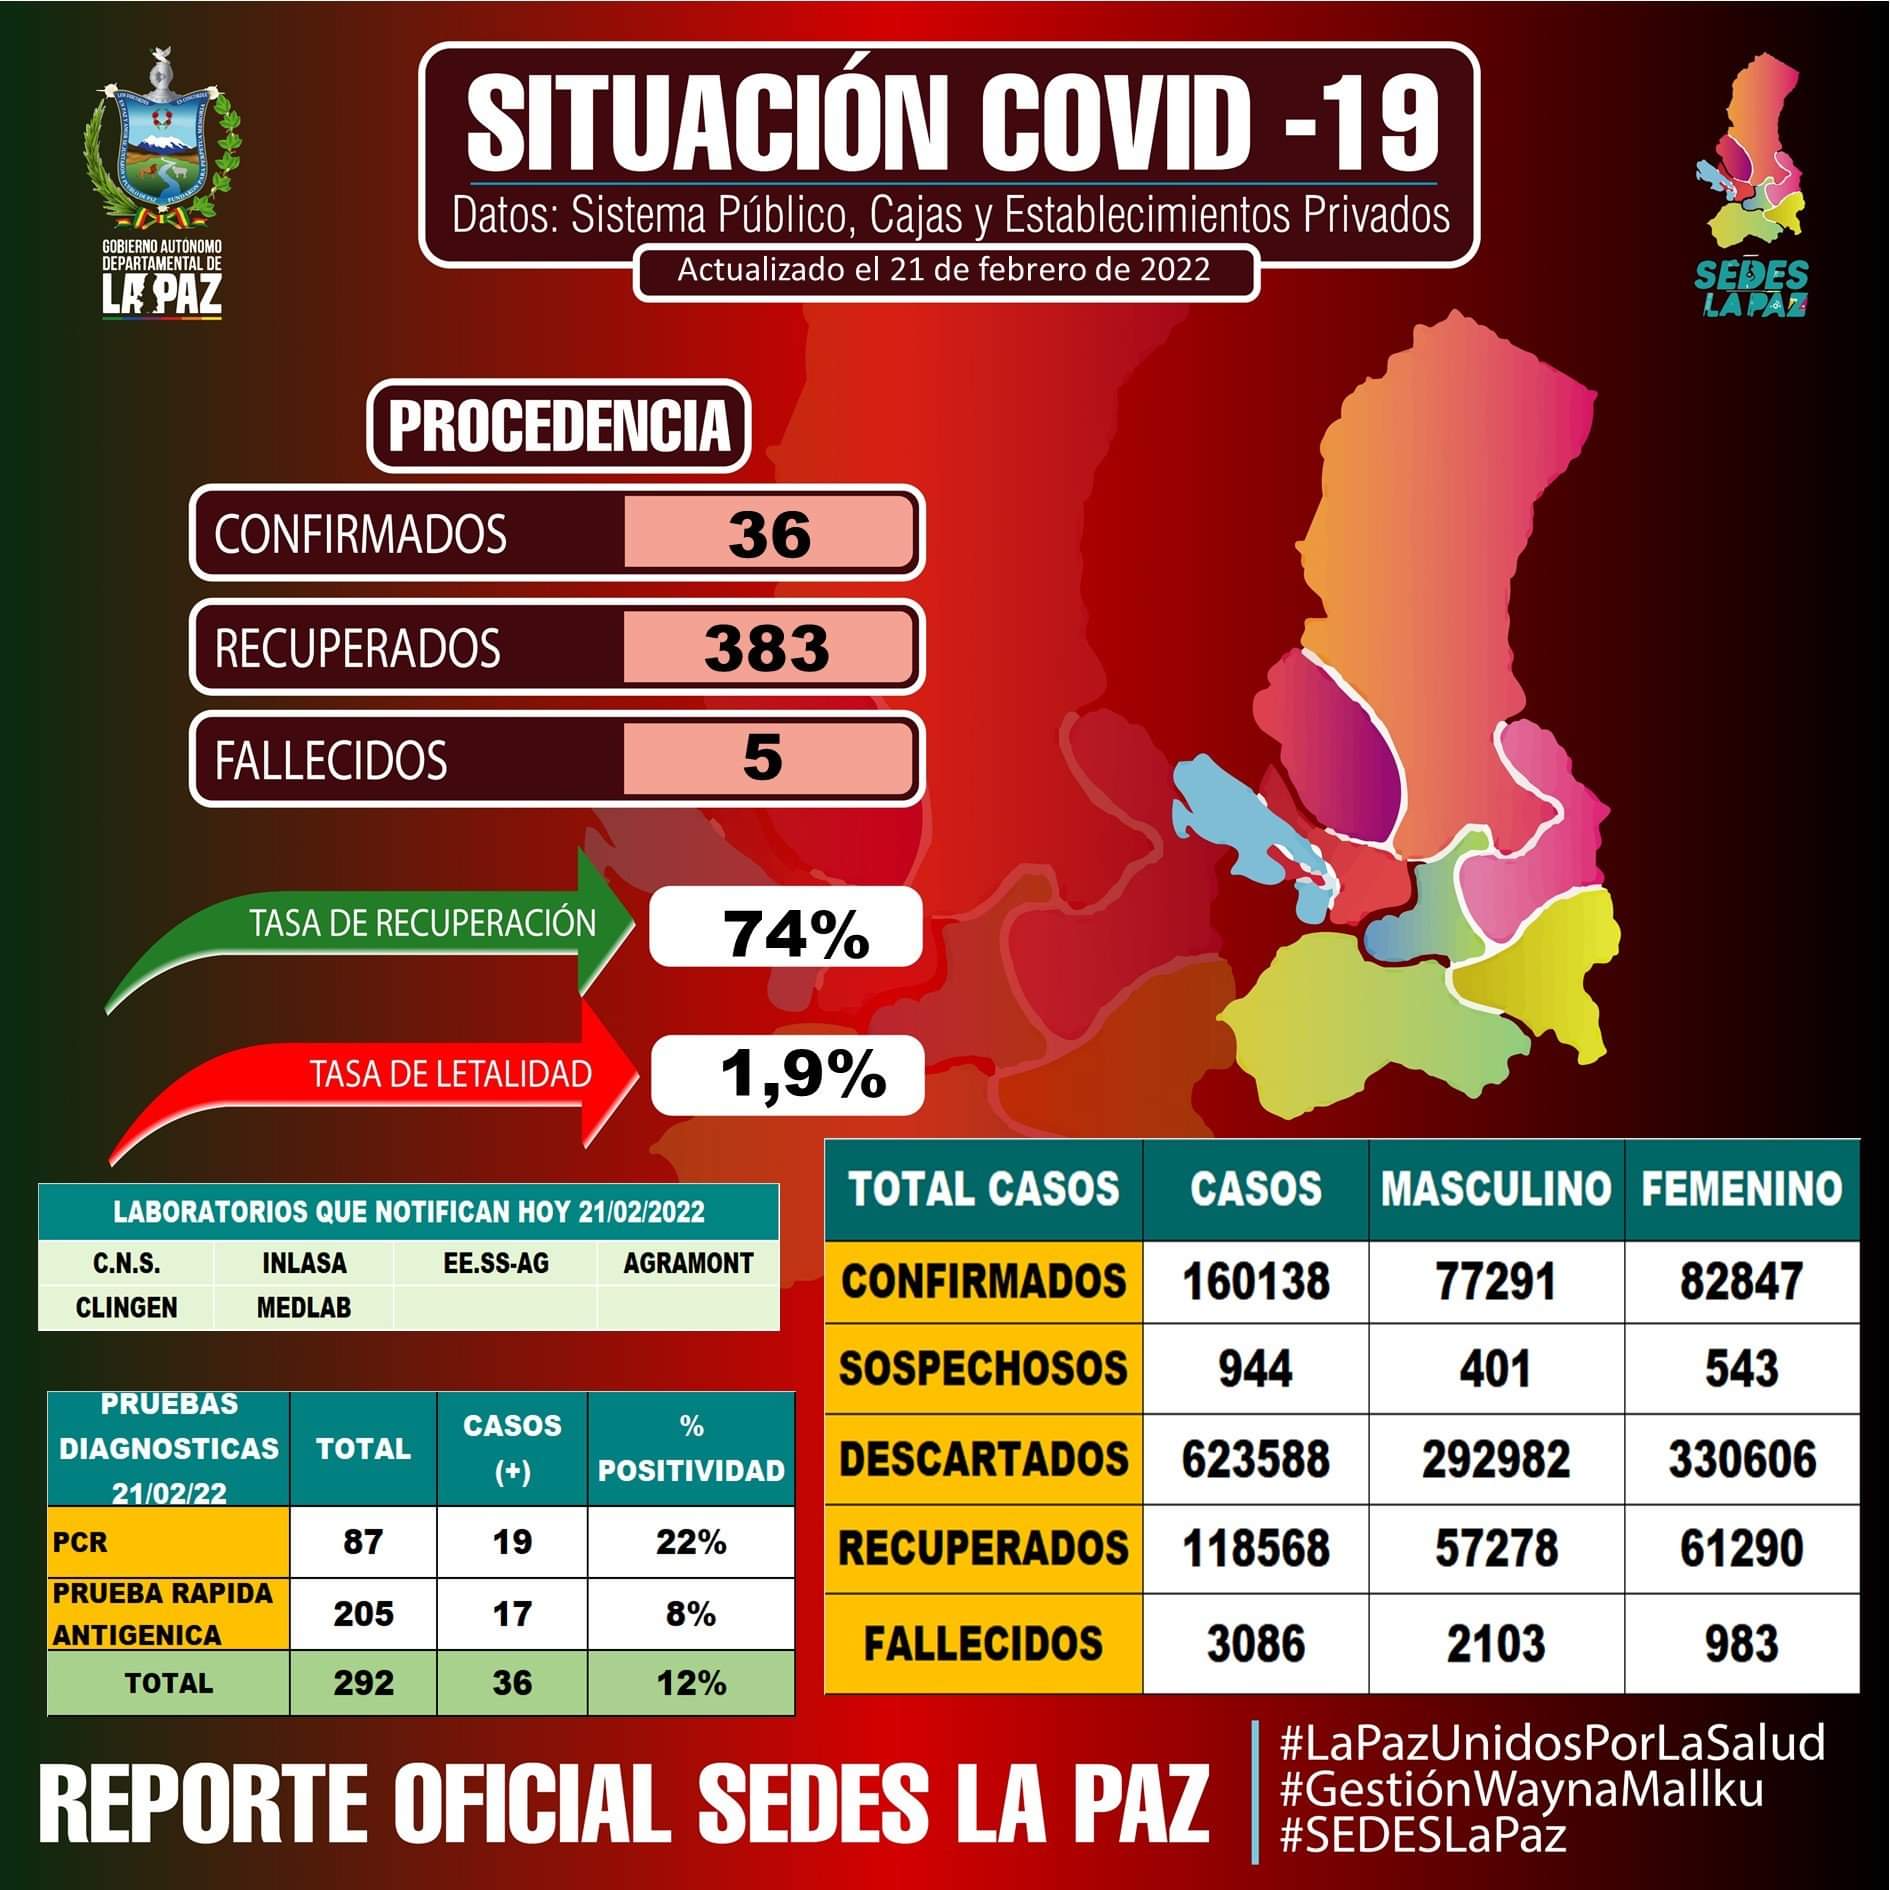 SITUACIÓN COVID -19
Datos: Sistema Público, Cajas y Establecimientos Privados
Actualizado el 21 de febrero de 2022
GOBIERNO AUTÓNOMO
DEPARTAMENTAL DE
LA PAZ
SEDES
LA PAZ
PROCEDENCIA
CONFIRMADOS 36
RECUPERADOS 383
FALLECIDOS 5
TASA DE RECUPERACIÓN 74%
TASA DE LETALIDAD 1,9%
LABORATORIOS QUE NOTIFICAN HOY 21/02/2022
C.N.S. INLASA EE.SS-AG AGRAMONT
CLINGEN MEDLAB
PRUEBAS
DIAGNOSTICAS
21/02/22
TOTAL
CASOS
(+)
%
POSITIVIDAD
PCR 87 19 22%
PRUEBA RAPIDA
ANTIGENICA
205 17 8%
TOTAL 292 36 12%
TOTAL CASOS CASOS MASCULINO FEMENINO
CONFIRMADOS 160138 77291 82847
SOSPECHOSOS 944 401 543
DESCARTADOS 623588 292982 330606
RECUPERADOS 118568 57278 61290
FALLECIDOS 3086 2103 983
REPORTE OFICIAL SEDES LA PAZ
#LaPazUnidosPorLaSalud
#GestiónWaynaMallku
#SEDESLaPaz